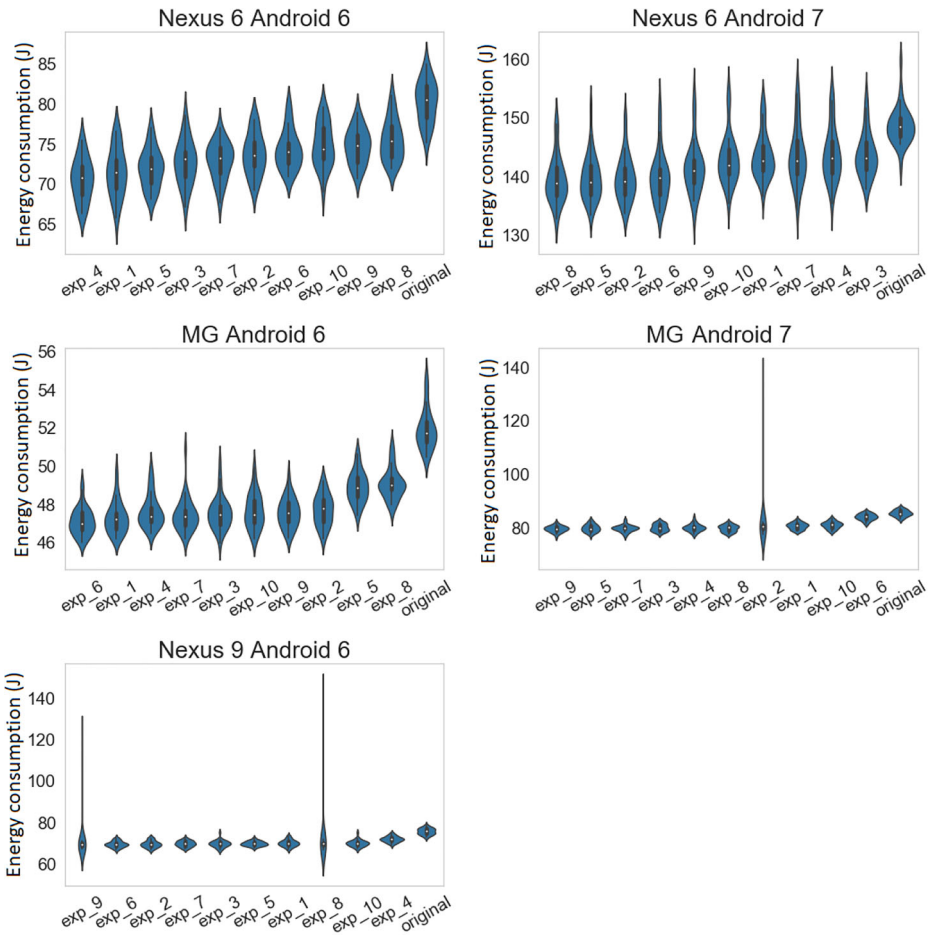 Nexus 6 Android 6
Energy consumption (J)
85
80
75
70
65
exp_4 exp_1 exp_5 exp_3 exp_7 exp_2 exp_6 exp_10 exp_9 exp_8 original
Nexus 6 Android 7
Energy consumption (J)
160
150
140
130
exp_8 exp_5 exp_2 exp_6 exp_9 exp_10 exp_1 exp_7 exp_4 exp_3 original
MG Android 6
Energy consumption (J)
56
54
52
50
48
46
exp_6 exp_1 exp_4 exp_7 exp_3 exp_10 exp_9 exp_2 exp_5 exp_8 original
MG Android 7
Energy consumption (J)
140
120
100
80
exp_9 exp_5 exp_7 exp_3 exp_4 exp_8 exp_2 exp_1 exp_10 exp_6 original
Nexus 9 Android 6
Energy consumption (J)
140
120
100
80
60
exp_9 exp_6 exp_2 exp_7 exp_3 exp_5 exp_1 exp_8 exp_10 exp_4 original